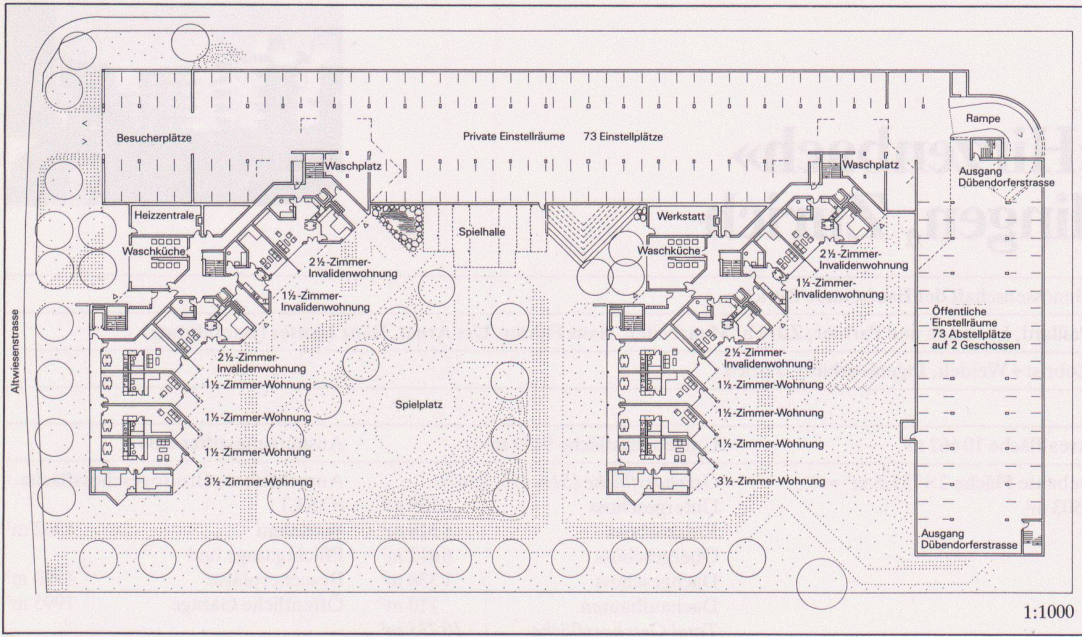 Besucherplätze
Private Einstellräume 73 Einstellplätze
Rampe
Waschplatz
Waschplatz
Ausgang
Dübendorferstrasse
Heizzentrale
Spielhalle
Werkstatt
Waschküche
Waschküche
2½-Zimmer-
Invalidenwohnung
2½-Zimmer-
Invalidenwohnung
1½-Zimmer-
Invalidenwohnung
1½-Zimmer-
Invalidenwohnung
Öffentliche
Einstellräume
73 Abstellplätze
auf 2 Geschossen
Altwiesenstrasse
2½-Zimmer-
Invalidenwohnung
2½-Zimmer-
Invalidenwohnung
1½-Zimmer-Wohnung
1½-Zimmer-Wohnung
Spielplatz
1½-Zimmer-Wohnung
1½-Zimmer-Wohnung
1½-Zimmer-Wohnung
1½-Zimmer-Wohnung
3½-Zimmer-Wohnung
3½-Zimmer-Wohnung
Ausgang
Dübendorferstrasse
1:1000